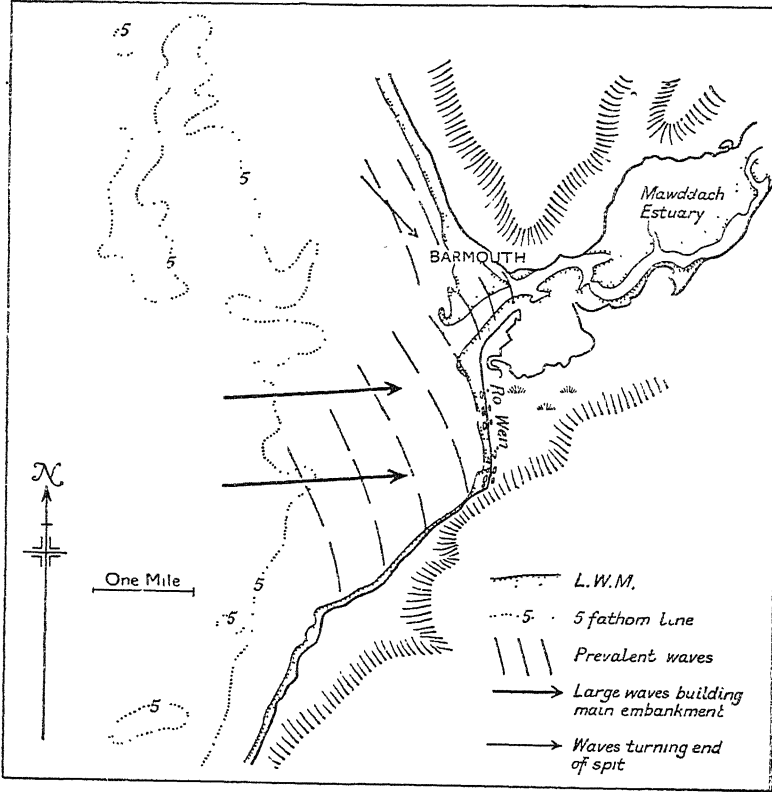 5
5
Mawddach
Estuary
5
BARMOUTH
Ro Wen
N
One Mile
5
5
5
L.W.M.
5
5 fathom line
Prevalent waves
Large waves building
main embankment
Waves turning end
of spit